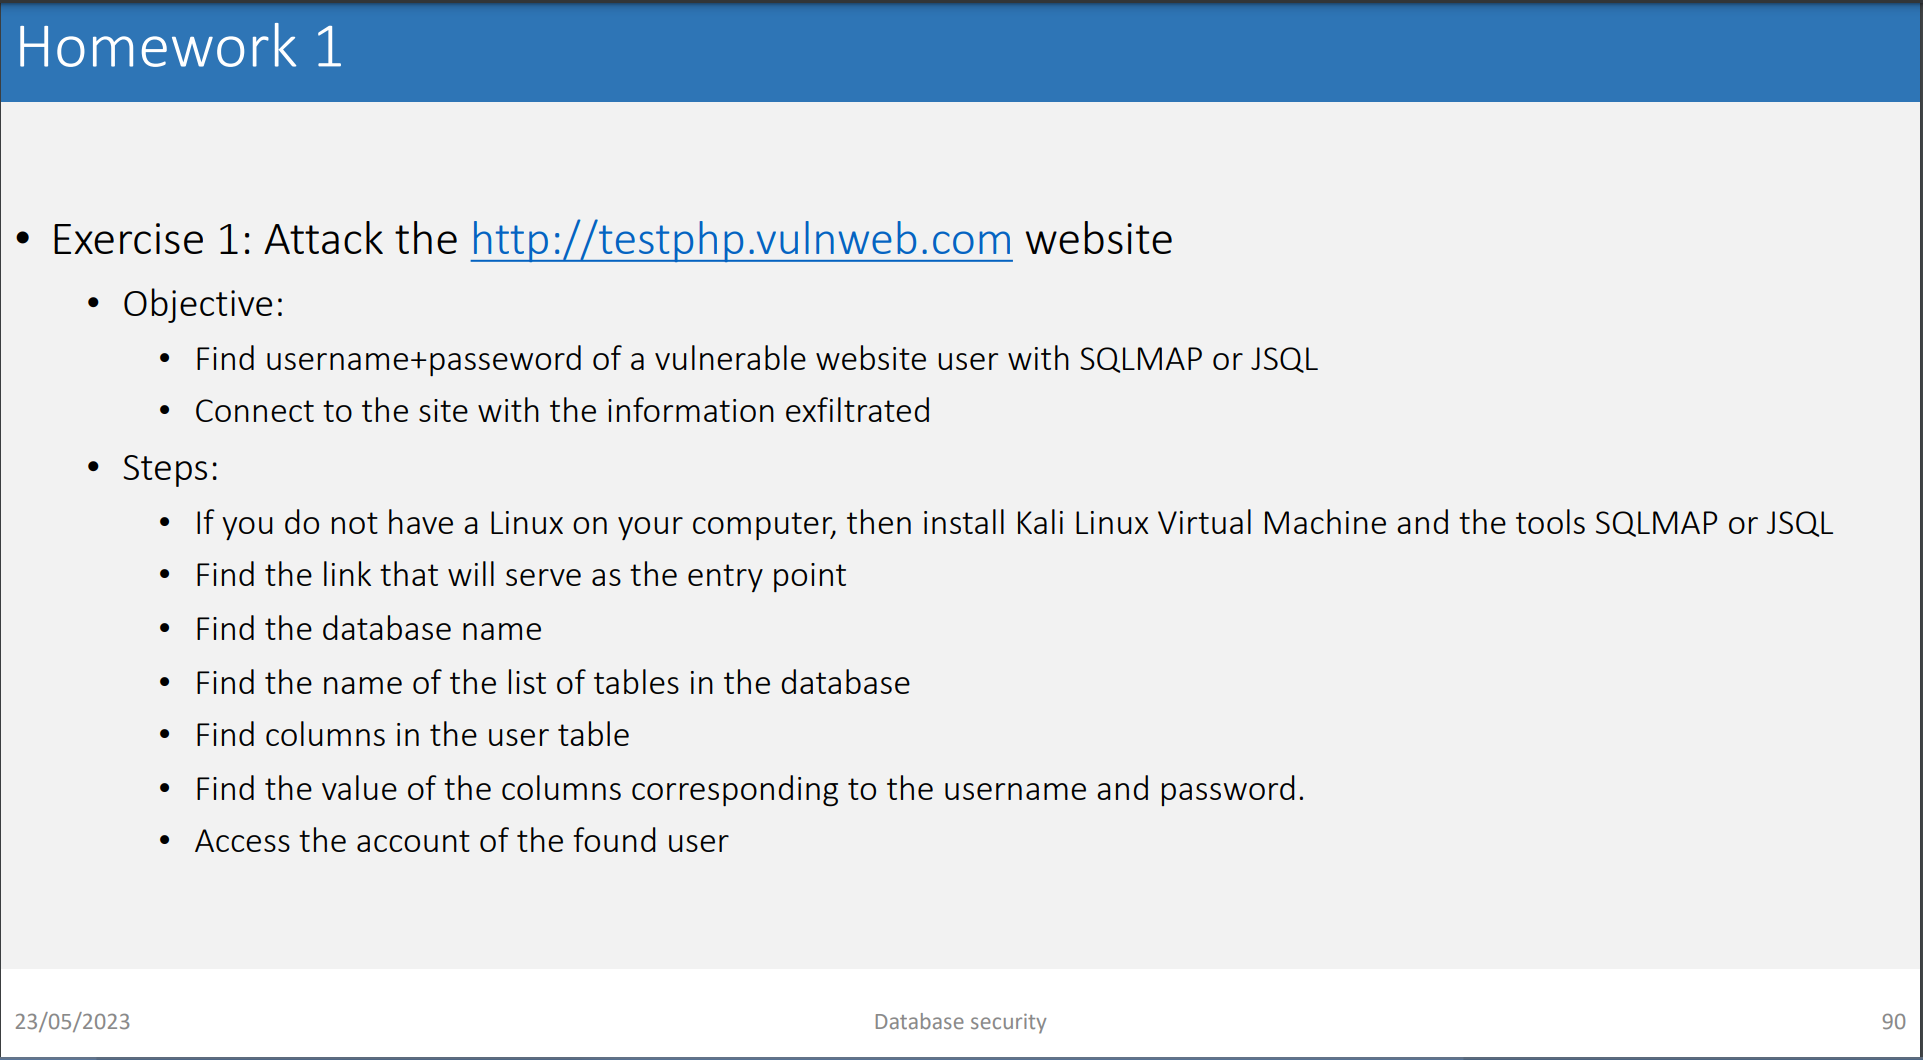 Homework 1
• Exercise 1: Attack the http://testphp.vulnweb.com website
• Objective:
• Find username+passeword of a vulnerable website user with SQLMAP or JSQL
• Connect to the site with the information exfiltrated
• Steps:
• If you do not have a Linux on your computer, then install Kali Linux Virtual Machine and the tools SQLMAP or JSQL
• Find the link that will serve as the entry point
• Find the database name
• Find the name of the list of tables in the database
• Find columns in the user table
• Find the value of the columns corresponding to the username and password.
• Access the account of the found user
23/05/2023
Database security
90